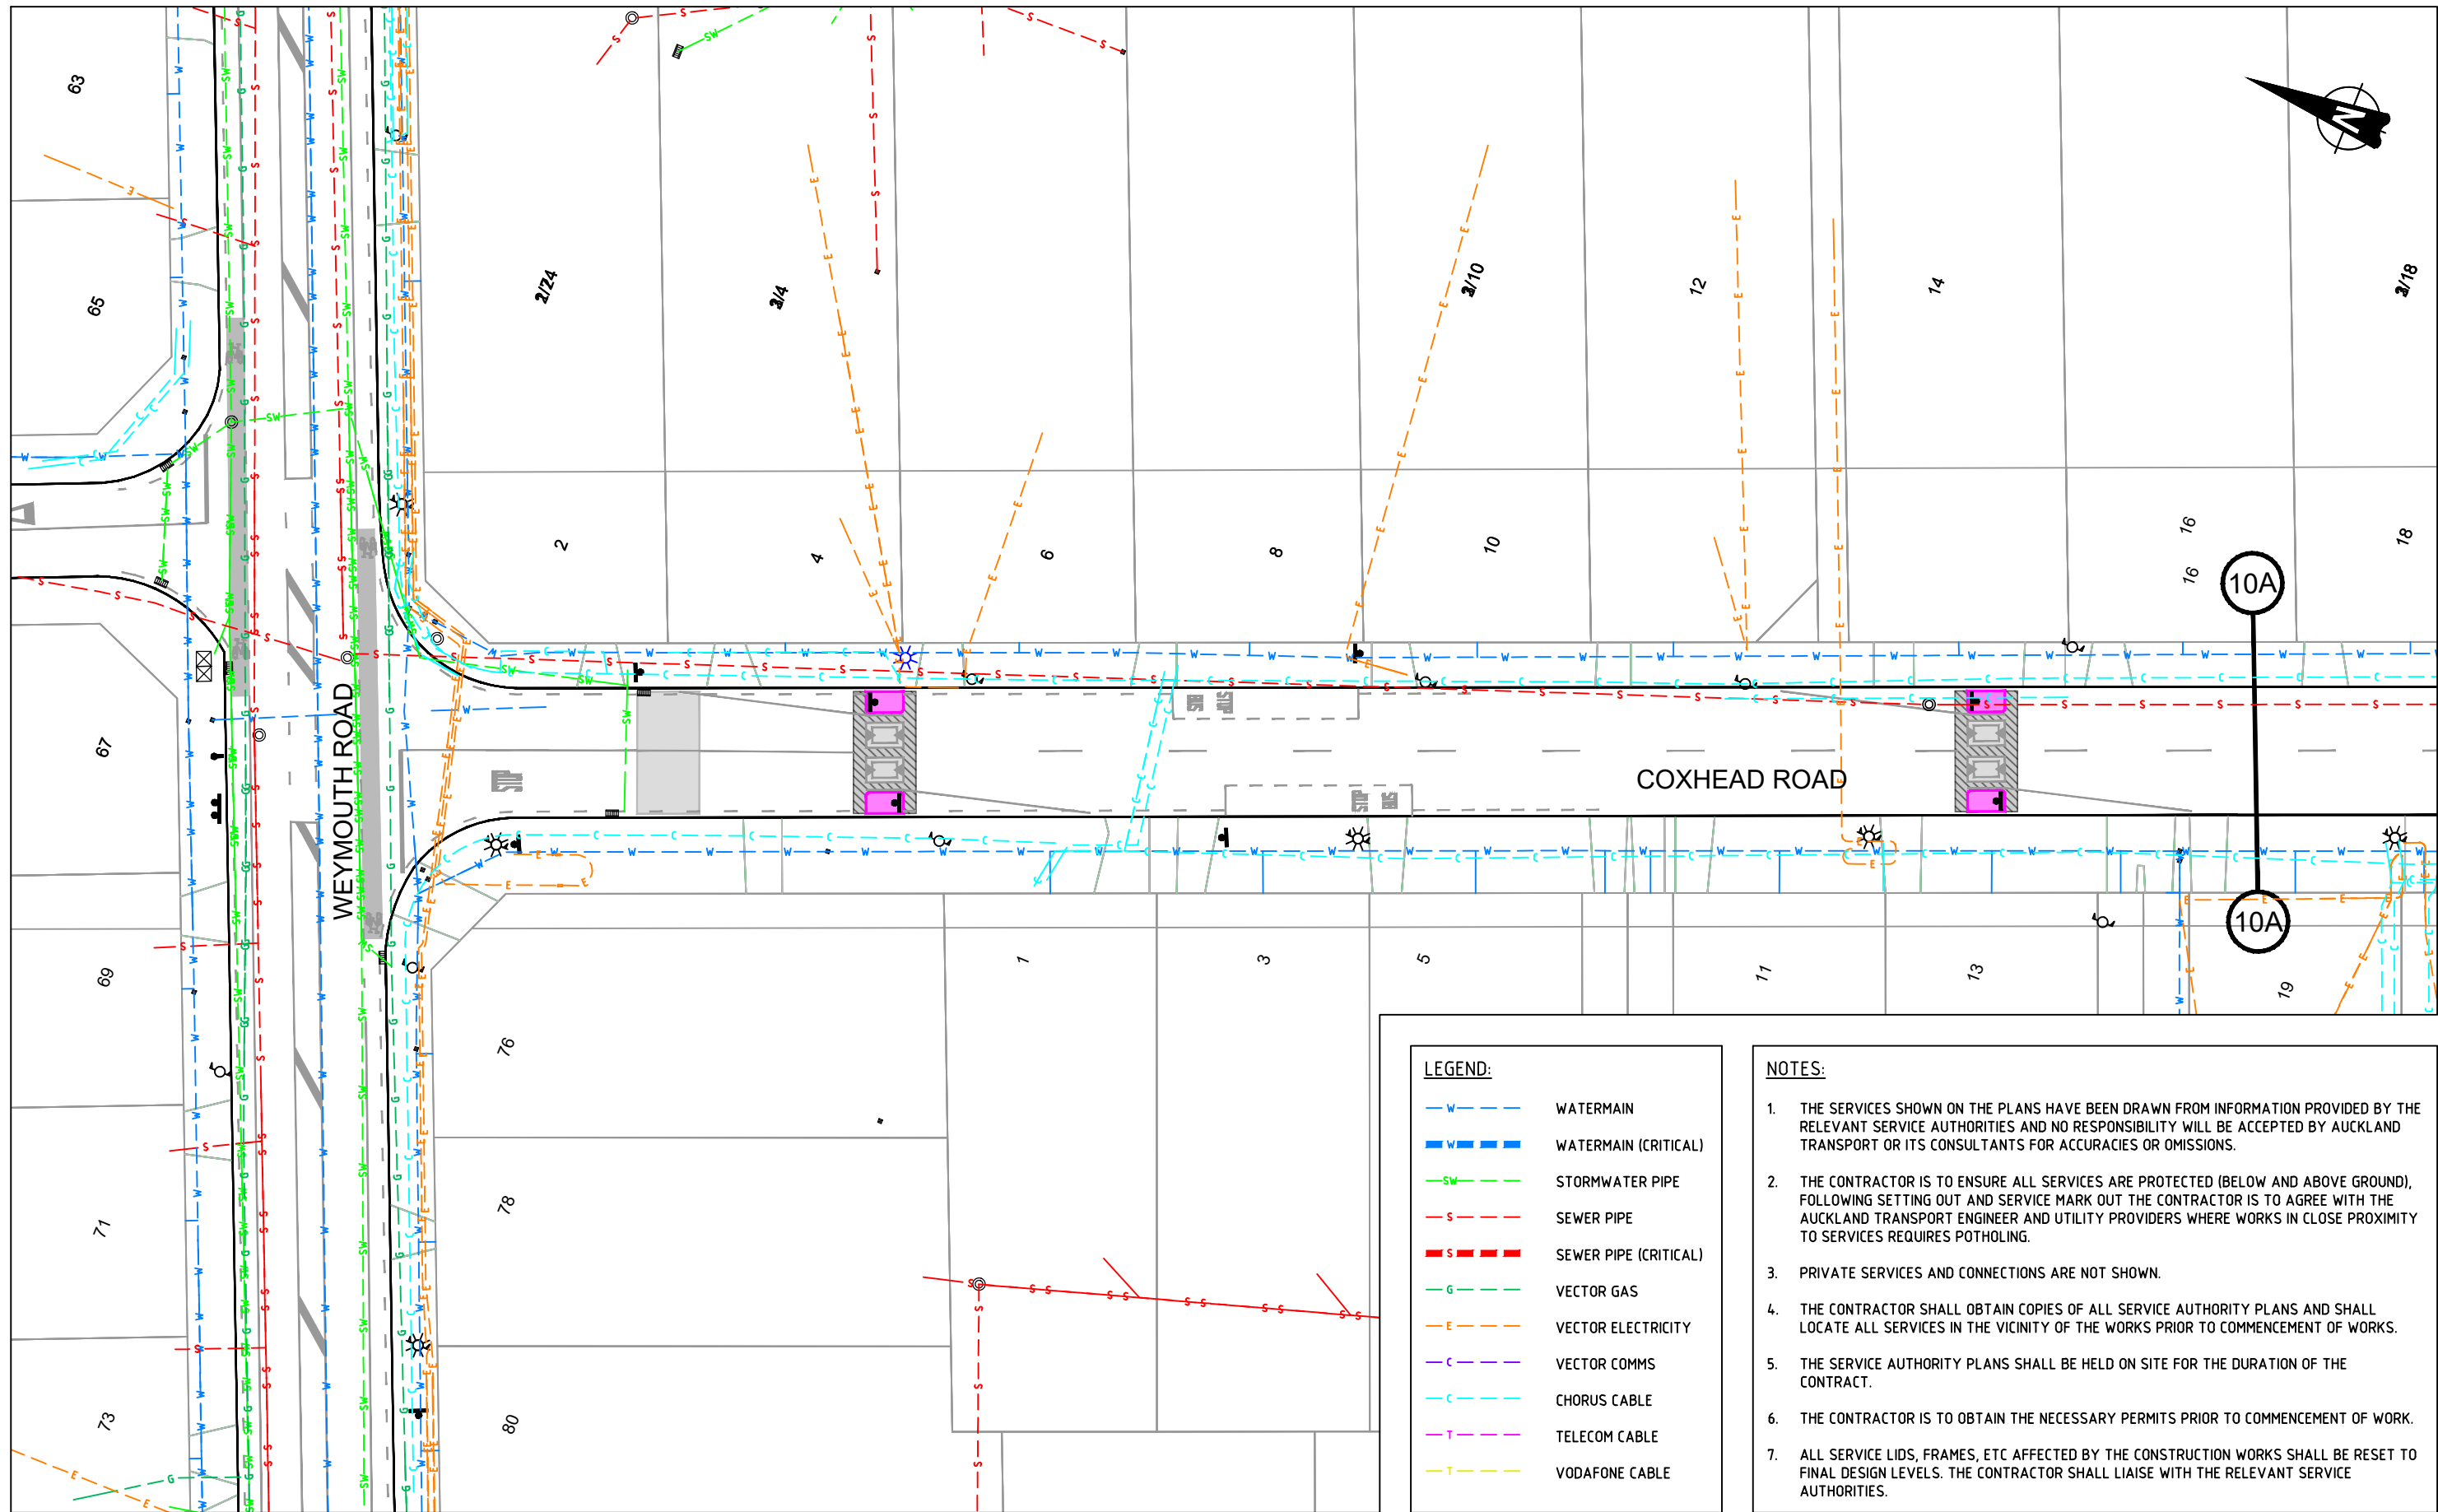 63
65
67
69
71
73
2
4
6
8
10
12
14
16
16
18
1
3
5
11
13
19
76
78
80
N
10A
10A
WEYMOUTH ROAD
COXHEAD ROAD
LEGEND:
W WATERMAIN
W WATERMAIN (CRITICAL)
SW STORMWATER PIPE
S SEWER PIPE
S SEWER PIPE (CRITICAL)
G VECTOR GAS
E VECTOR ELECTRICITY
C VECTOR COMMS
C CHORUS CABLE
T TELECOM CABLE
T VODAFONE CABLE
NOTES:
1. THE SERVICES SHOWN ON THE PLANS HAVE BEEN DRAWN FROM INFORMATION PROVIDED BY THE
RELEVANT SERVICE AUTHORITIES AND NO RESPONSIBILITY WILL BE ACCEPTED BY AUCKLAND
TRANSPORT OR ITS CONSULTANTS FOR ACCURACIES OR OMISSIONS.
2. THE CONTRACTOR IS TO ENSURE ALL SERVICES ARE PROTECTED (BELOW AND ABOVE GROUND),
FOLLOWING SETTING OUT AND SERVICE MARK OUT THE CONTRACTOR IS TO AGREE WITH THE
AUCKLAND TRANSPORT ENGINEER AND UTILITY PROVIDERS WHERE WORKS IN CLOSE PROXIMITY
TO SERVICES REQUIRES POTHOLING.
3. PRIVATE SERVICES AND CONNECTIONS ARE NOT SHOWN.
4. THE CONTRACTOR SHALL OBTAIN COPIES OF ALL SERVICE AUTHORITY PLANS AND SHALL
LOCATE ALL SERVICES IN THE VICINITY OF THE WORKS PRIOR TO COMMENCEMENT OF WORKS.
5. THE SERVICE AUTHORITY PLANS SHALL BE HELD ON SITE FOR THE DURATION OF THE
CONTRACT.
6. THE CONTRACTOR IS TO OBTAIN THE NECESSARY PERMITS PRIOR TO COMMENCEMENT OF WORK.
7. ALL SERVICE LIDS, FRAMES, ETC AFFECTED BY THE CONSTRUCTION WORKS SHALL BE RESET TO
FINAL DESIGN LEVELS. THE CONTRACTOR SHALL LIAISE WITH THE RELEVANT SERVICE
AUTHORITIES.